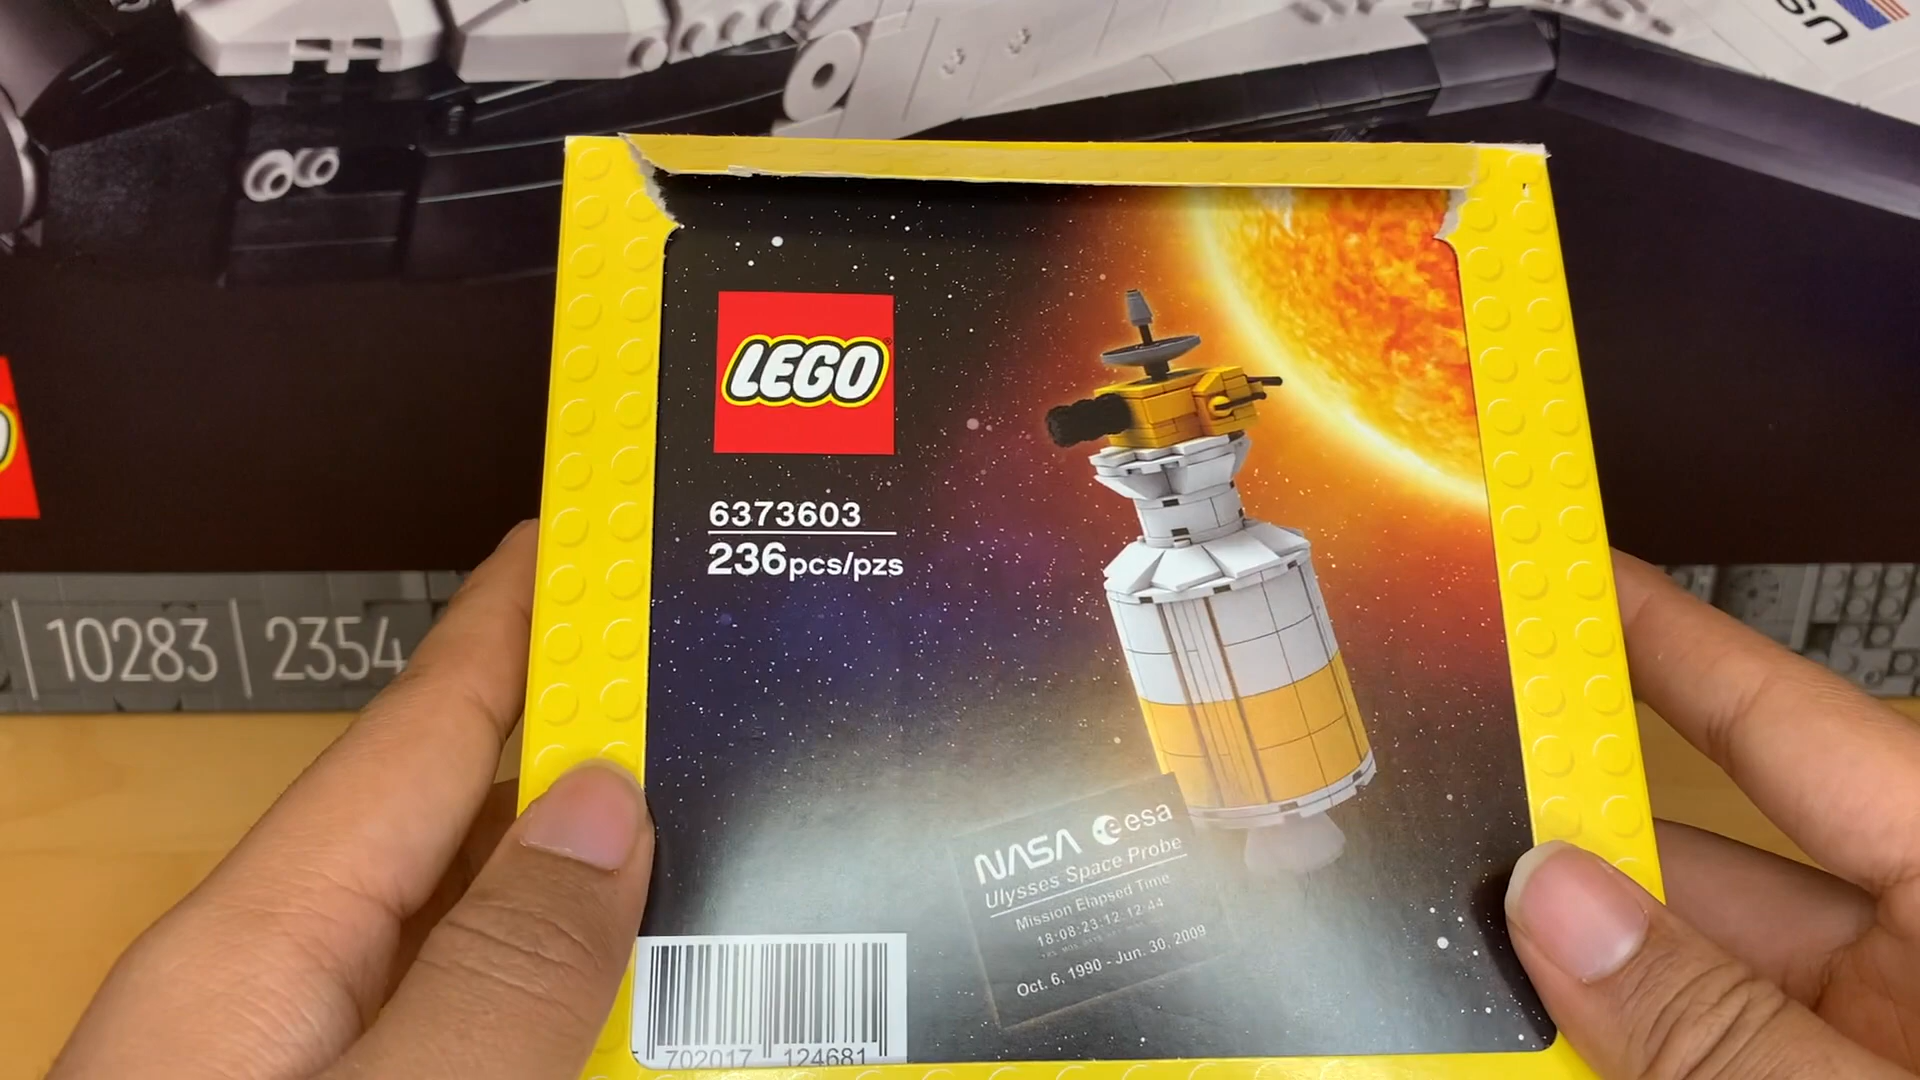 US
10283 | 2354
LEGO
6373603
236pcs/pzs
NASA esa
Ulysses Space Probe
Mission Elapsed Time
18:08:23:12:12:44
Oct. 6, 1990 - Jun. 30, 2009
702017 124681